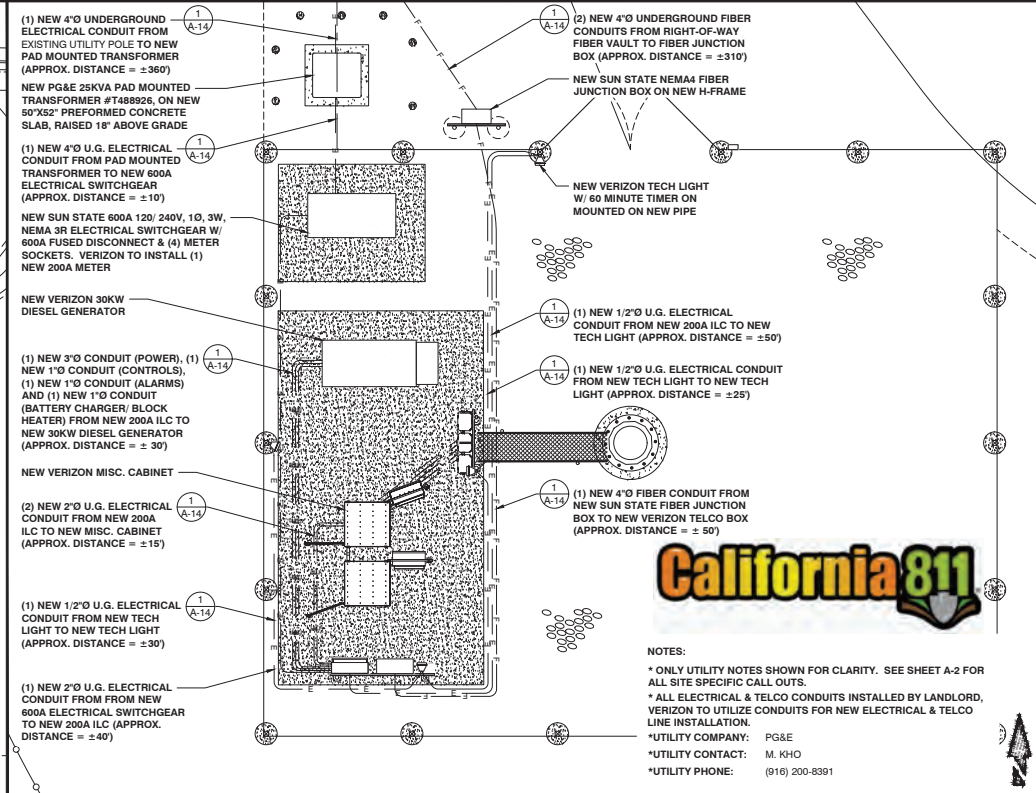 (1) NEW 4"Ø UNDERGROUND
ELECTRICAL CONDUIT FROM
EXISTING UTILITY POLE TO NEW
PAD MOUNTED TRANSFORMER
(APPROX. DISTANCE = ±360')
1
A-14
NEW PG&E 25KVA PAD MOUNTED
TRANSFORMER #T488926, ON NEW
50"X52" PREFORMED CONCRETE
SLAB, RAISED 18" ABOVE GRADE
(1) NEW 4"Ø U.G. ELECTRICAL
CONDUIT FROM PAD MOUNTED
TRANSFORMER TO NEW 600A
ELECTRICAL SWITCHGEAR
(APPROX. DISTANCE = ±10')
1
A-14
NEW SUN STATE 600A 120/ 240V, 1Ø, 3W,
NEMA 3R ELECTRICAL SWITCHGEAR W/
600A FUSED DISCONNECT & (4) METER
SOCKETS. VERIZON TO INSTALL (1)
NEW 200A METER
NEW VERIZON 30KW
DIESEL GENERATOR
(1) NEW 3"Ø CONDUIT (POWER), (1)
NEW 1"Ø CONDUIT (CONTROLS),
(1) NEW 1"Ø CONDUIT (ALARMS)
AND (1) NEW 1"Ø CONDUIT
(BATTERY CHARGER/ BLOCK
HEATER) FROM NEW 200A ILC TO
NEW 30KW DIESEL GENERATOR
(APPROX. DISTANCE = ± 30')
1
A-14
NEW VERIZON MISC. CABINET
(2) NEW 2"Ø U.G. ELECTRICAL
CONDUIT FROM NEW 200A
ILC TO NEW MISC. CABINET
(APPROX. DISTANCE = ±15')
1
A-14
(1) NEW 1/2"Ø U.G. ELECTRICAL
CONDUIT FROM NEW TECH
LIGHT TO NEW TECH LIGHT
(APPROX. DISTANCE = ±30')
1
A-14
(1) NEW 2"Ø U.G. ELECTRICAL
CONDUIT FROM FROM NEW
600A ELECTRICAL SWITCHGEAR
TO NEW 200A ILC (APPROX.
DISTANCE = ±40')
1
A-14
(2) NEW 4"Ø UNDERGROUND FIBER
CONDUITS FROM RIGHT-OF-WAY
FIBER VAULT TO FIBER JUNCTION
BOX (APPROX. DISTANCE = ±310')
NEW SUN STATE NEMA4 FIBER
JUNCTION BOX ON NEW H-FRAME
NEW VERIZON TECH LIGHT
W/ 60 MINUTE TIMER ON
MOUNTED ON NEW PIPE
1
A-14
(1) NEW 1/2"Ø U.G. ELECTRICAL
CONDUIT FROM NEW 200A ILC TO NEW
TECH LIGHT (APPROX. DISTANCE = ±50')
1
A-14
(1) NEW 1/2"Ø U.G. ELECTRICAL CONDUIT
FROM NEW TECH LIGHT TO NEW TECH
LIGHT (APPROX. DISTANCE = ±25')
1
A-14
(1) NEW 4"Ø FIBER CONDUIT FROM
NEW SUN STATE FIBER JUNCTION
BOX TO NEW VERIZON TELCO BOX
(APPROX. DISTANCE = ± 50')
California 811
NOTES:
* ONLY UTILITY NOTES SHOWN FOR CLARITY. SEE SHEET A-2 FOR
ALL SITE SPECIFIC CALL OUTS.
* ALL ELECTRICAL & TELCO CONDUITS INSTALLED BY LANDLORD,
VERIZON TO UTILIZE CONDUITS FOR NEW ELECTRICAL & TELCO
LINE INSTALLATION.
*UTILITY COMPANY: PG&E
*UTILITY CONTACT: M. KHO
*UTILITY PHONE: (916) 200-8391